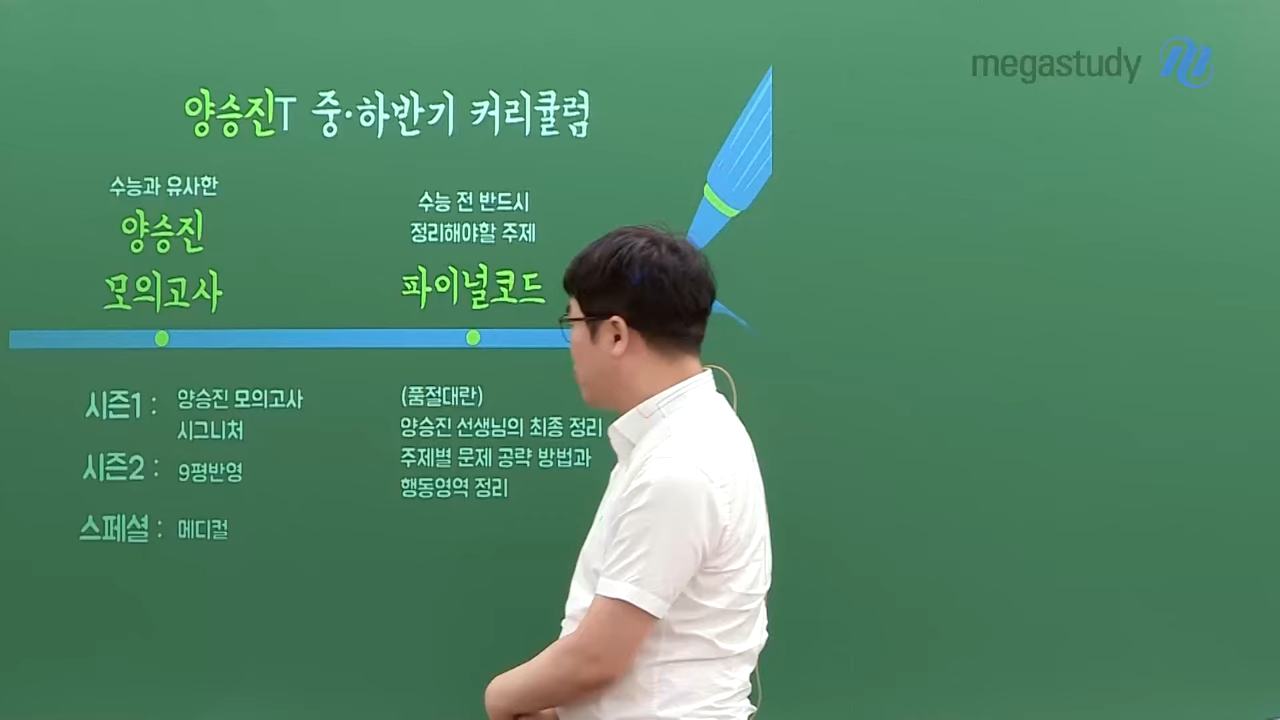 megastudy
양승진T 중·하반기 커리큘럼
수능과 유사한
양승진
모의고사
수능 전 반드시
정리해야할 주제
파이널코드
시즌1 : 양승진 모의고사
시그니처
시즌2 : 9평반영
스페셜 : 메디컬
(품절대란)
양승진 선생님의 최종 정리
주제별 문제 공략 방법과
행동영역 정리